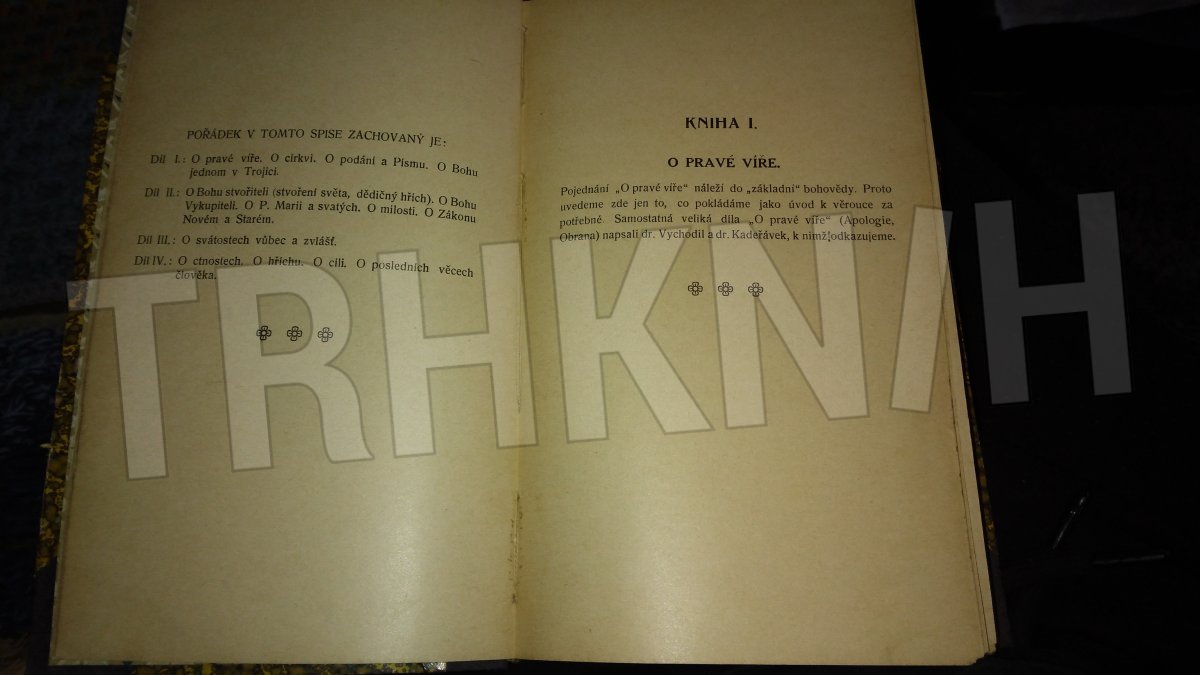 POŘÁDEK V TOMTO SPISE ZACHOVANÝ JE:
Díl I.: O pravé víře. O církvi. O podání a Písmu. O Bohu
jednom v Trojici.
Díl II.: O Bohu stvořiteli (stvoření světa, dědičný hřích). O Bohu
Vykupiteli. O P. Marii a svatých. O milosti. O Zákonu
Novém a Starém.
Díl III.: O svátostech vůbec a zvlášť.
Díl IV.: O ctnostech. O hříchu. O cíli. O posledních věcech
člověka.
KNIHA I.
O PRAVÉ VÍŘE.
Pojednání „O pravé víře" náleží do „základní" bohovědy. Proto
uvedeme zde jen to, co pokládáme jako úvod k věrouce za
potřebné. Samostatná veliká díla „O pravé víře" (Apologie,
Obrana) napsali dr. Vychodil a dr. Kadeřávek, k nimž odkazujeme.
TRHKNIH